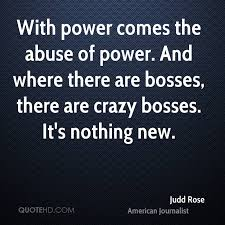 With power comes the
abuse of power. And
where there are bosses,
there are crazy bosses.
It's nothing new.
Judd Rose
QUOTEHD.COM
American Journalist